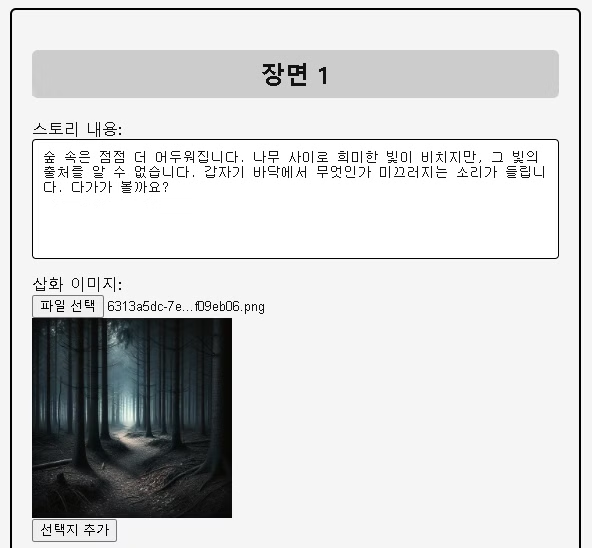 장면 1
스토리 내용:
숲 속은 점점 더 어두워집니다. 나무 사이로 희미한 빛이 비치지만, 그 빛의
출처를 알 수 없습니다. 갑자기 바닥에서 무엇인가 미끄러지는 소리가 들립니
다. 다가가 볼까요?
삽화 이미지:
파일 선택 6313a5dc-7e...f09eb06.png
선택지 추가